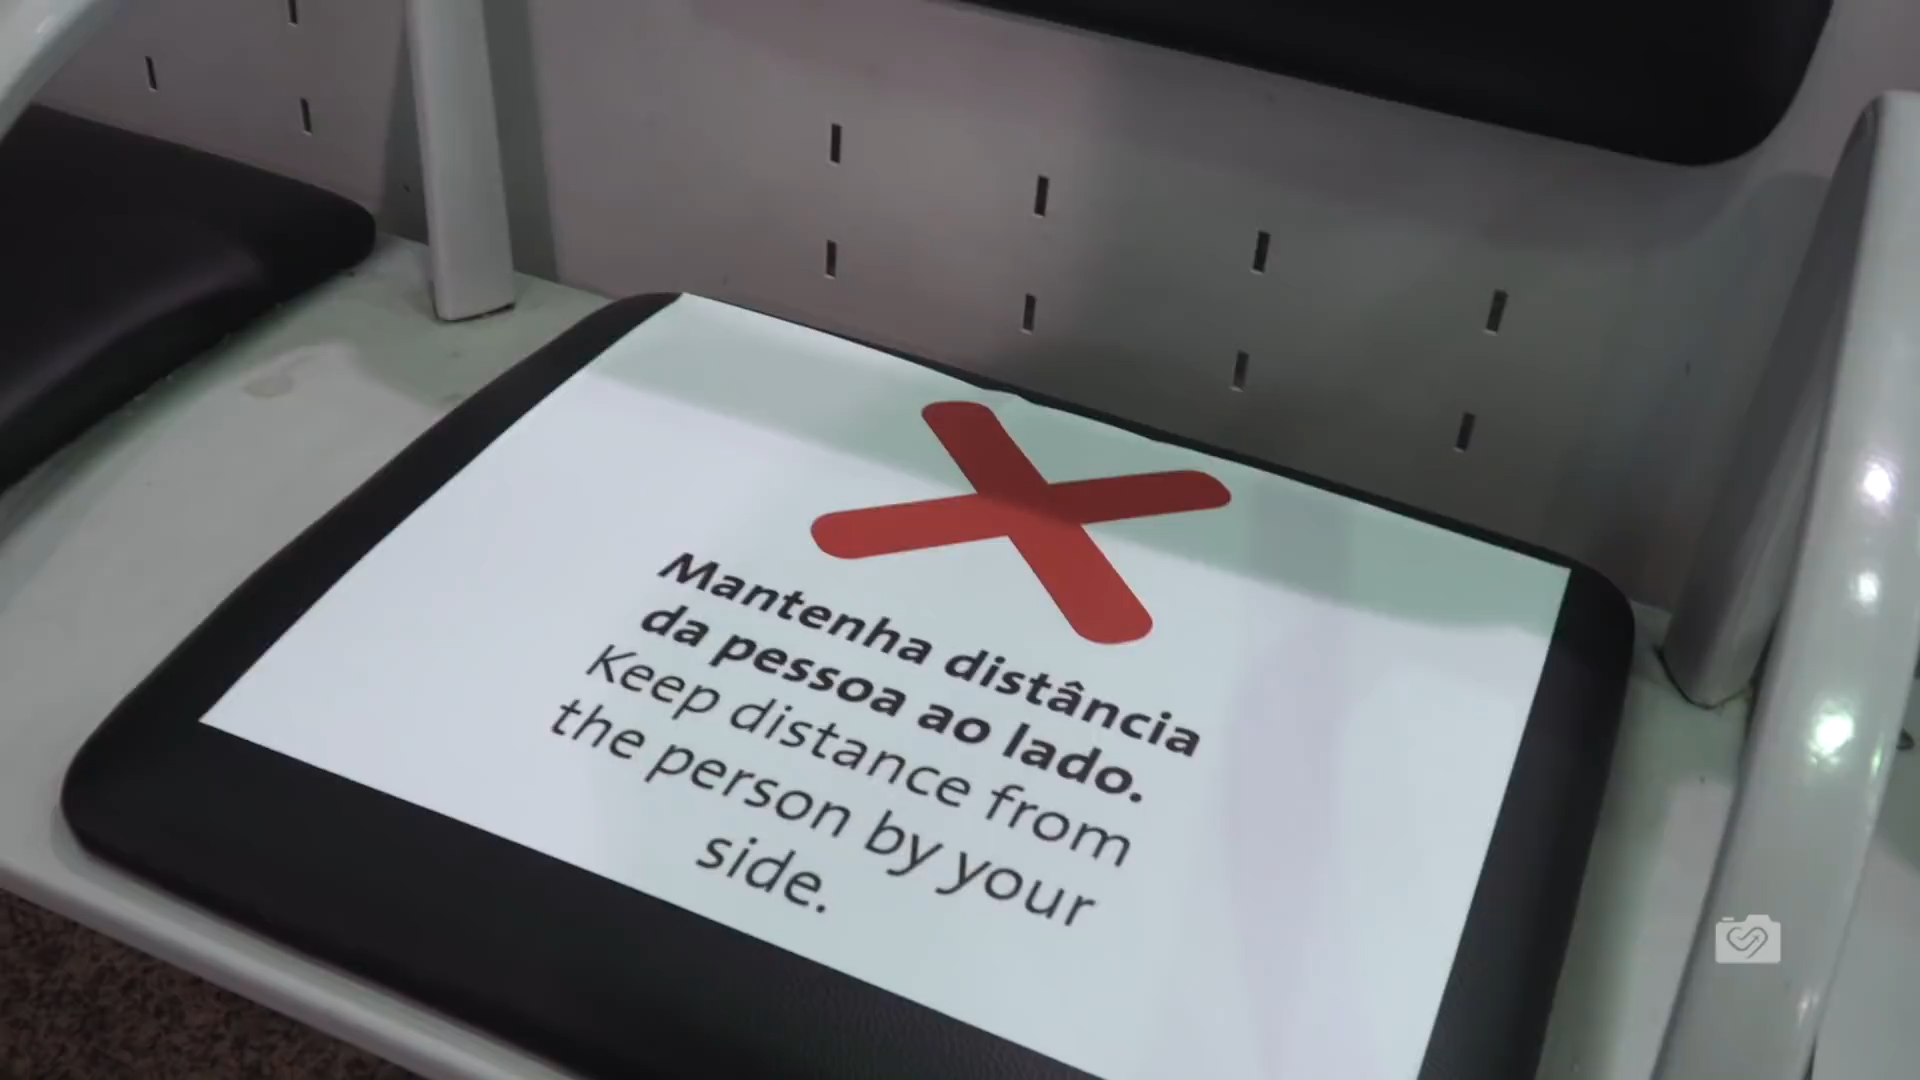 Mantenha distância
da pessoa ao lado.
Keep distance from
the person by your
side.